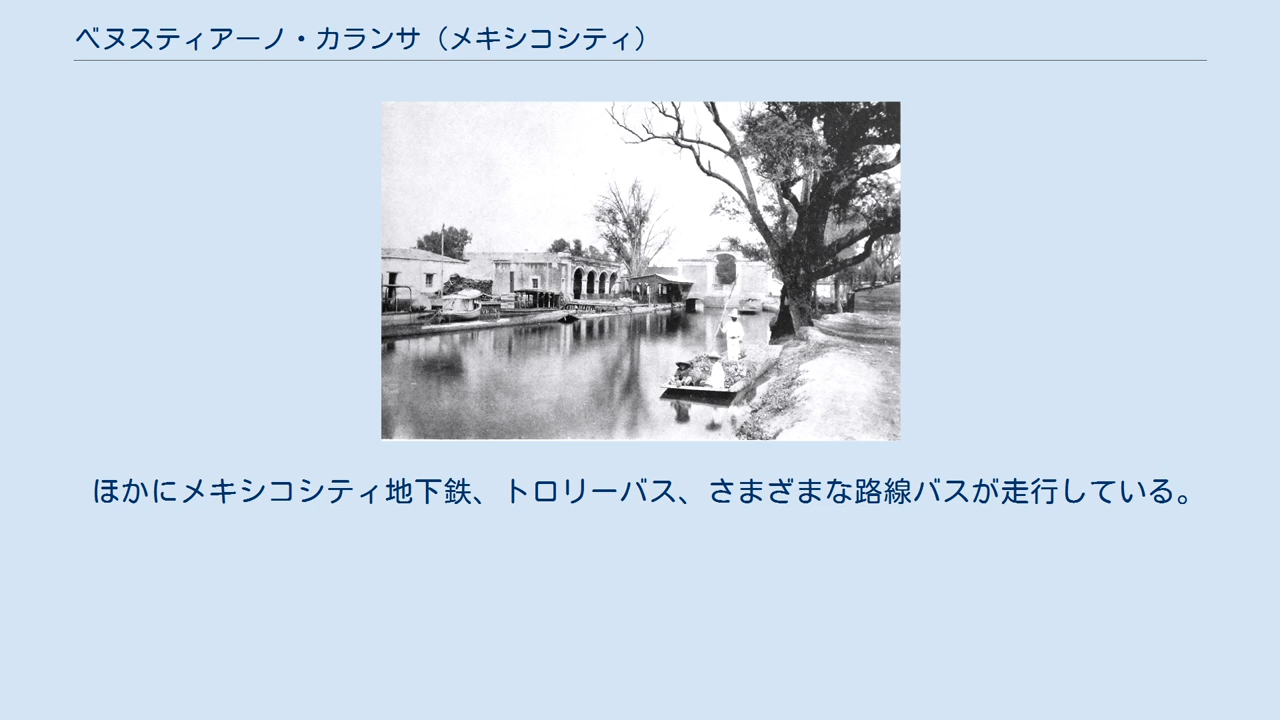 ベヌスティアーノ・カランサ（メキシコシティ）
ほかにメキシコシティ地下鉄、トロリーバス、さまざまな路線バスが走行している。